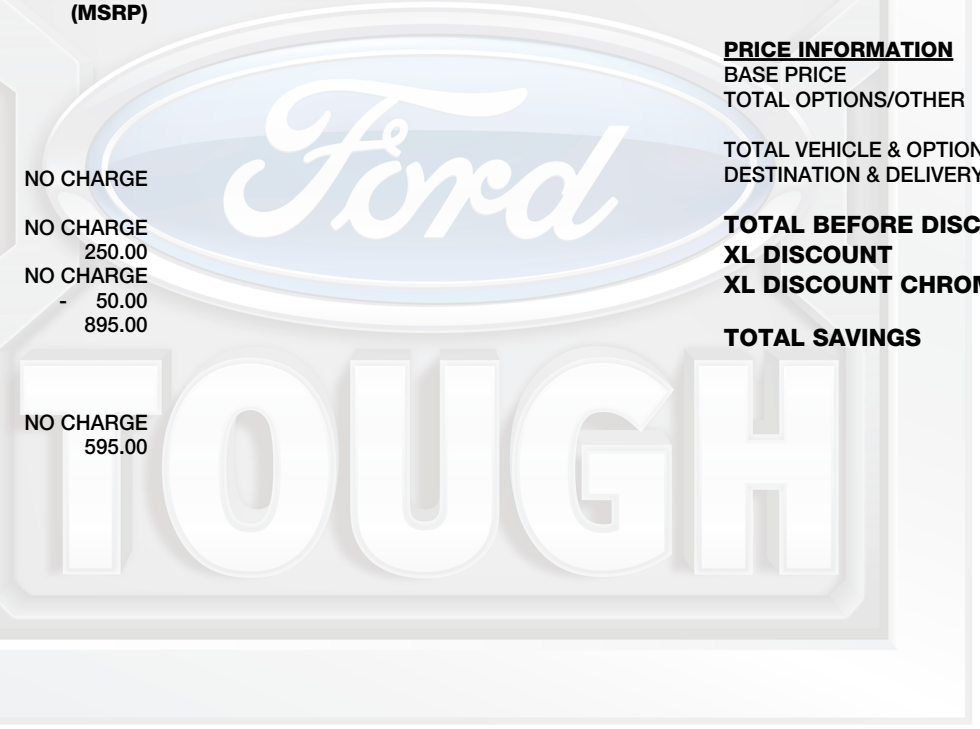 (MSRP)
NO CHARGE
NO CHARGE
250.00
NO CHARGE
- 50.00
895.00
NO CHARGE
595.00
Ford
TOUGH
PRICE INFORMATION
BASE PRICE
TOTAL OPTIONS/OTHER
TOTAL VEHICLE & OPTION
DESTINATION & DELIVERY
TOTAL BEFORE DISC
XL DISCOUNT
XL DISCOUNT CHROM
TOTAL SAVINGS